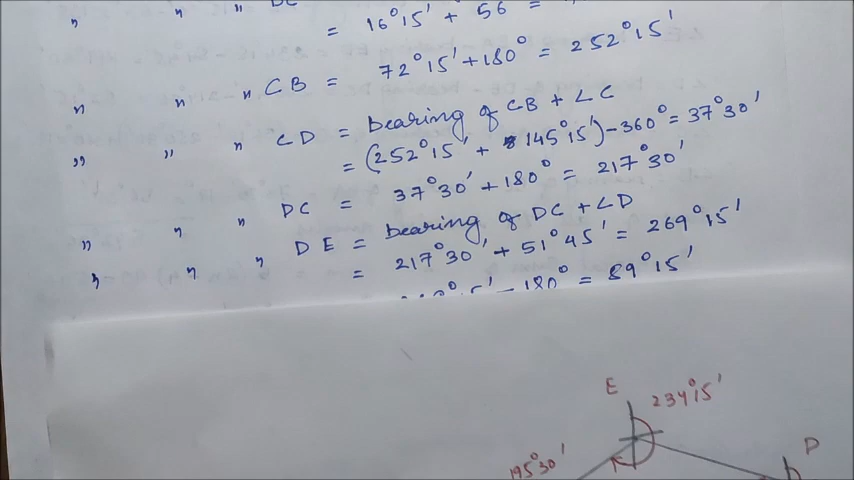 " " " DC
= 16°15' + 56 =
" " " CB = 72°15' + 180° = 252°15'
" " " CD = bearing of CB + ∠C
= (252°15' + 145°15') - 360° = 37°30'
" " " DC = 37°30' + 180° = 217°30'
" " " DE = bearing of DC + ∠D
= 217°30' + 51°45' = 269°15'
- 180° = 89°15'
E
234°15'
195°30'
D